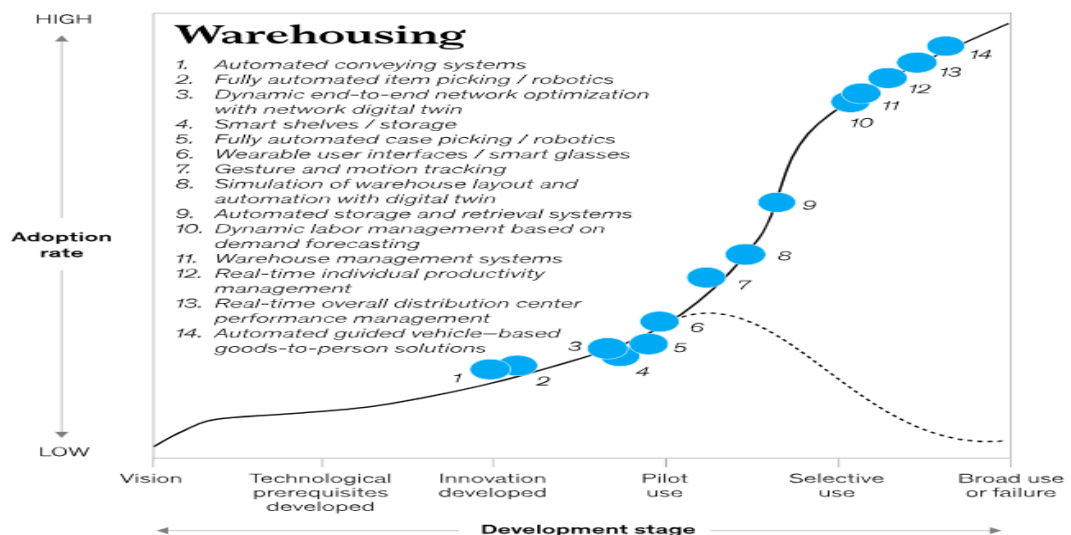 HIGH
Warehousing
1. Automated conveying systems
2. Fully automated item picking / robotics
3. Dynamic end-to-end network optimization
with network digital twin
4. Smart shelves / storage
5. Fully automated case picking / robotics
6. Wearable user interfaces / smart glasses
7. Gesture and motion tracking
8. Simulation of warehouse layout and
automation with digital twin
9. Automated storage and retrieval systems
10. Dynamic labor management based on
demand forecasting
11. Warehouse management systems
12. Real-time individual productivity
management
13. Real-time overall distribution center
performance management
14. Automated guided vehicle—based
goods-to-person solutions
Adoption
rate
LOW
1
2
3
4
5
6
7
8
9
10
11
12
13
14
Vision
Technological
prerequisites
developed
Innovation
developed
Pilot
use
Selective
use
Broad use
or failure
Development stage